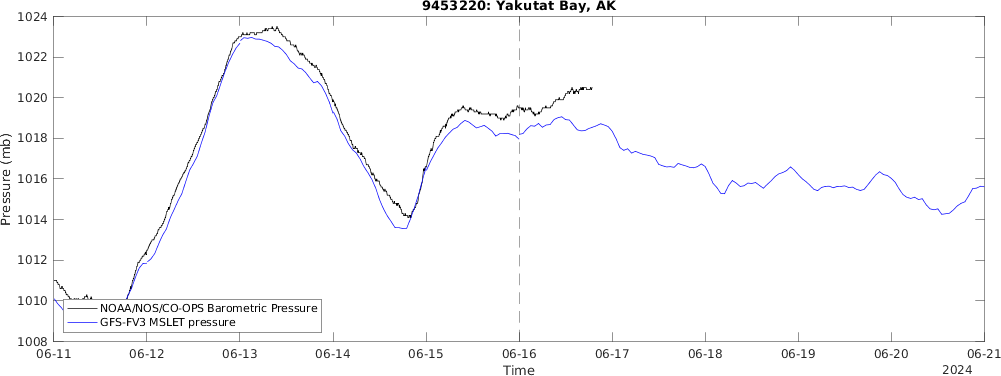 9453220: Yakutat Bay, AK
Pressure (mb)
1024
1022
1020
1018
1016
1014
1012
1010
1008
NOAA/NOS/CO-OPS Barometric Pressure
GFS-FV3 MSLET pressure
06-11 06-12 06-13 06-14 06-15 06-16 06-17 06-18 06-19 06-20 06-21
Time
2024